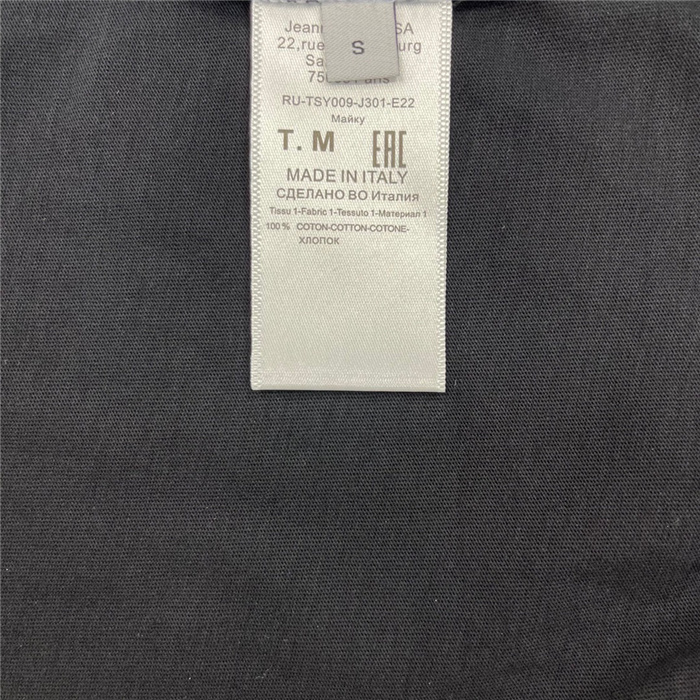 S
22,rue
RU-TSY009-J301-E22
Майку
T. M EAC
MADE IN ITALY
СДЕЛАНО ВО Италия
Tissu 1-Fabric 1-Tessuto 1-Материал 1
100 % COTON-COTTON-COTONE-
ХЛОПОК